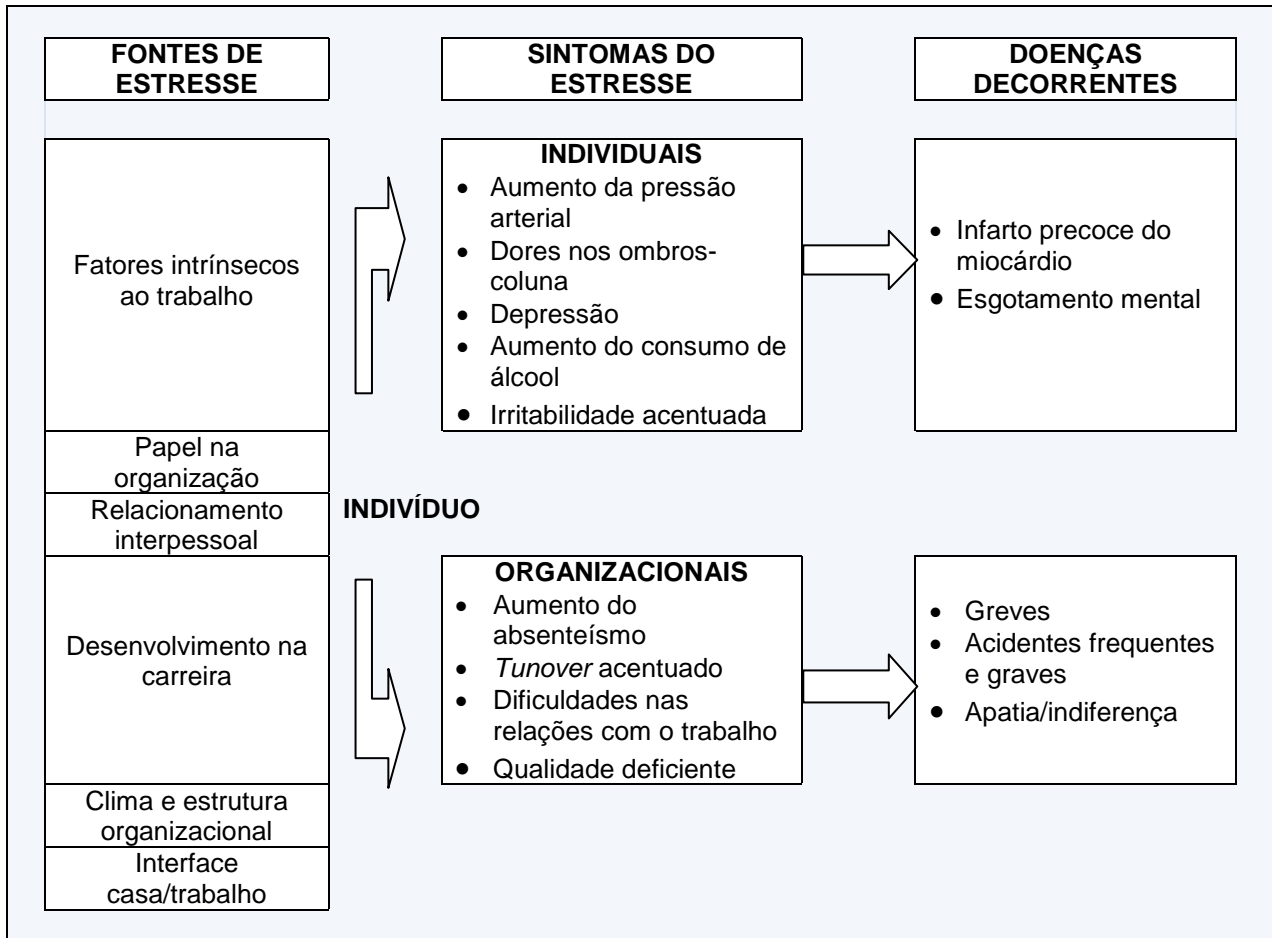 FONTES DE
ESTRESSE
SINTOMAS DO
ESTRESSE
DOENÇAS
DECORRENTES
Fatores intrínsecos
ao trabalho
Papel na
organização
Relacionamento
interpessoal
Desenvolvimento na
carreira
Clima e estrutura
organizacional
Interface
casa/trabalho
INDIVÍDUO
INDIVIDUAIS
• Aumento da pressão
arterial
• Dores nos ombros-
coluna
• Depressão
• Aumento do consumo de
álcool
• Irritabilidade acentuada
• Infarto precoce do
miocárdio
• Esgotamento mental
ORGANIZACIONAIS
• Aumento do
absenteísmo
• Tunover acentuado
• Dificuldades nas
relações com o trabalho
• Qualidade deficiente
• Greves
• Acidentes frequentes
e graves
• Apatia/indiferença